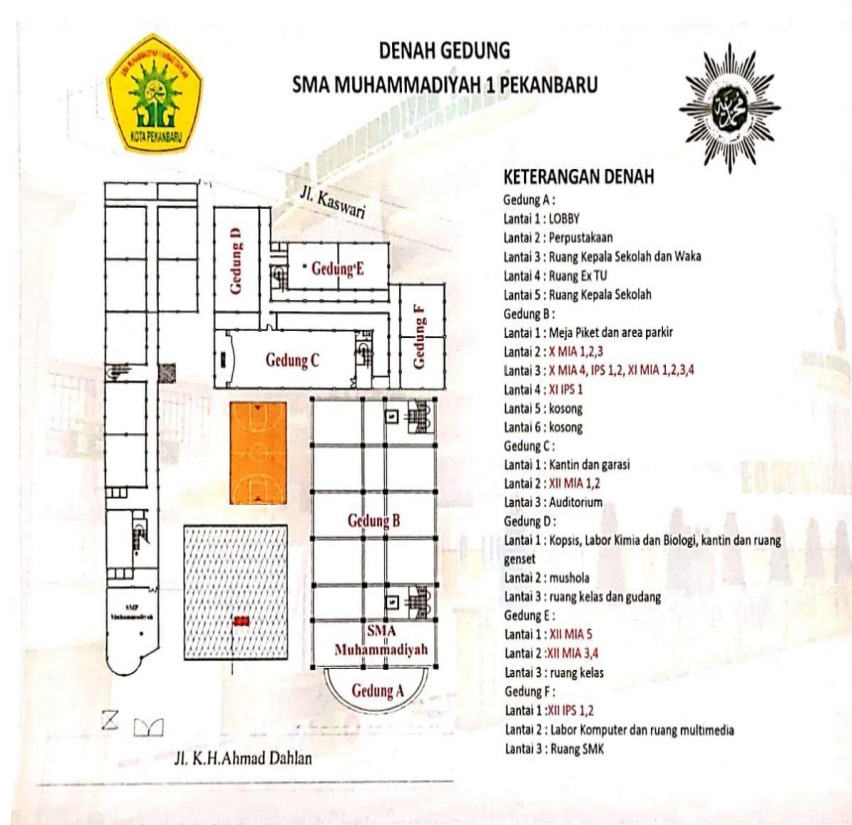 DENAH GEDUNG
SMA MUHAMMADIYAH 1 PEKANBARU
KOTA PEKANBARU
Jl. Kaswari
Gedung D
Gedung E
Gedung F
Gedung C
Gedung B
SMP
Muhammadiyah
SMA
Muhammadiyah
Gedung A
Jl. K.H.Ahmad Dahlan
KETERANGAN DENAH
Gedung A :
Lantai 1 : LOBBY
Lantai 2 : Perpustakaan
Lantai 3 : Ruang Kepala Sekolah dan Waka
Lantai 4 : Ruang Ex TU
Lantai 5 : Ruang Kepala Sekolah
Gedung B :
Lantai 1 : Meja Piket dan area parkir
Lantai 2 : X MIA 1,2,3
Lantai 3 : X MIA 4, IPS 1,2, XI MIA 1,2,3,4
Lantai 4 : XI IPS 1
Lantai 5 : kosong
Lantai 6 : kosong
Gedung C :
Lantai 1 : Kantin dan garasi
Lantai 2 : XII MIA 1,2
Lantai 3 : Auditorium
Gedung D :
Lantai 1 : Kopsis, Labor Kimia dan Biologi, kantin dan ruang
genset
Lantai 2 : mushola
Lantai 3 : ruang kelas dan gudang
Gedung E :
Lantai 1 : XII MIA 5
Lantai 2 :XII MIA 3,4
Lantai 3 : ruang kelas
Gedung F :
Lantai 1 :XII IPS 1,2
Lantai 2 : Labor Komputer dan ruang multimedia
Lantai 3 : Ruang SMK